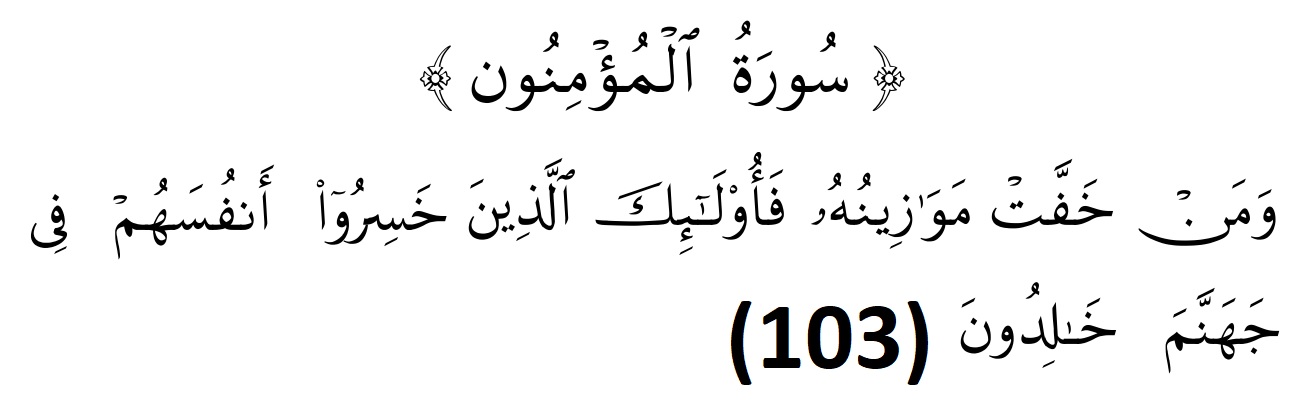 ﴿ سُورَةُ ٱلْمُؤْمِنُون ﴾
وَمَنْ خَفَّتْ مَوَٰزِينُهُۥ فَأُو۟لَـٰٓئِكَ ٱلَّذِينَ خَسِرُوٓا۟ أَنفُسَهُمْ فِى
جَهَنَّمَ خَـٰلِدُونَ (103)